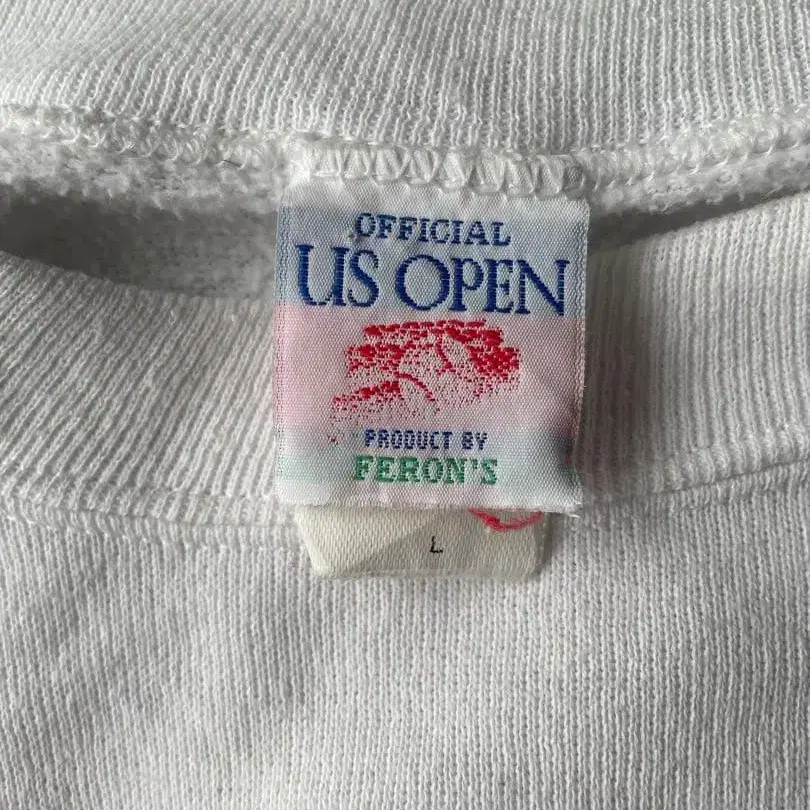 OFFICIAL
US OPEN
PRODUCT BY
FERON'S
L